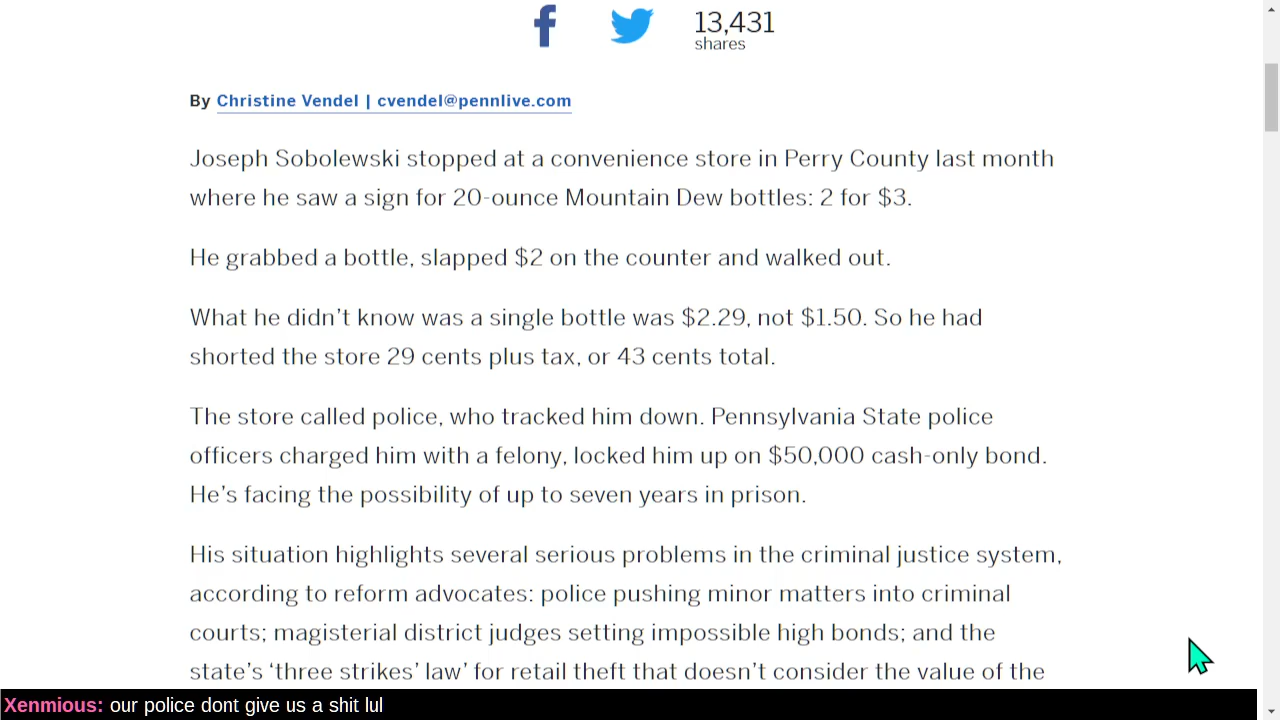 13,431
shares
By Christine Vendel | cvendel@pennlive.com
Joseph Sobolewski stopped at a convenience store in Perry County last month
where he saw a sign for 20-ounce Mountain Dew bottles: 2 for $3.
He grabbed a bottle, slapped $2 on the counter and walked out.
What he didn’t know was a single bottle was $2.29, not $1.50. So he had
shorted the store 29 cents plus tax, or 43 cents total.
The store called police, who tracked him down. Pennsylvania State police
officers charged him with a felony, locked him up on $50,000 cash-only bond.
He’s facing the possibility of up to seven years in prison.
His situation highlights several serious problems in the criminal justice system,
according to reform advocates: police pushing minor matters into criminal
courts; magisterial district judges setting impossible high bonds; and the
state’s ‘three strikes’ law’ for retail theft that doesn’t consider the value of the
Xenmious: our police dont give us a shit lul